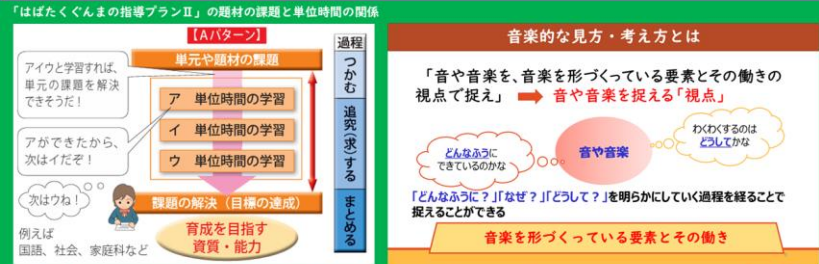 「はばたくぐんまの指導プランⅡ」の題材の課題と単位時間の関係
【Aパターン】
単元や題材の課題
アイウと学習すれば、
単元の課題を解決
できそうだ！
ア 単位時間の学習
イ 単位時間の学習
ウ 単位時間の学習
アができたから、
次はイだぞ！
次はウね！
課題の解決（目標の達成）
例えば
国語、社会、家庭科など
育成を目指す
資質・能力
過程
つかむ
追究（求）する
まとめる
音楽的な見方・考え方とは
「音や音楽を、音楽を形づくっている要素とその働きの
視点で捉え」 ➡ 音や音楽を捉える「視点」
どんなふうに
できているのかな
音や音楽
わくわくするのは
どうしてかな
「どんなふうに？」「なぜ？」「どうして？」を明らかにしていく過程を経ることで
捉えることができる
音楽を形づくっている要素とその働き